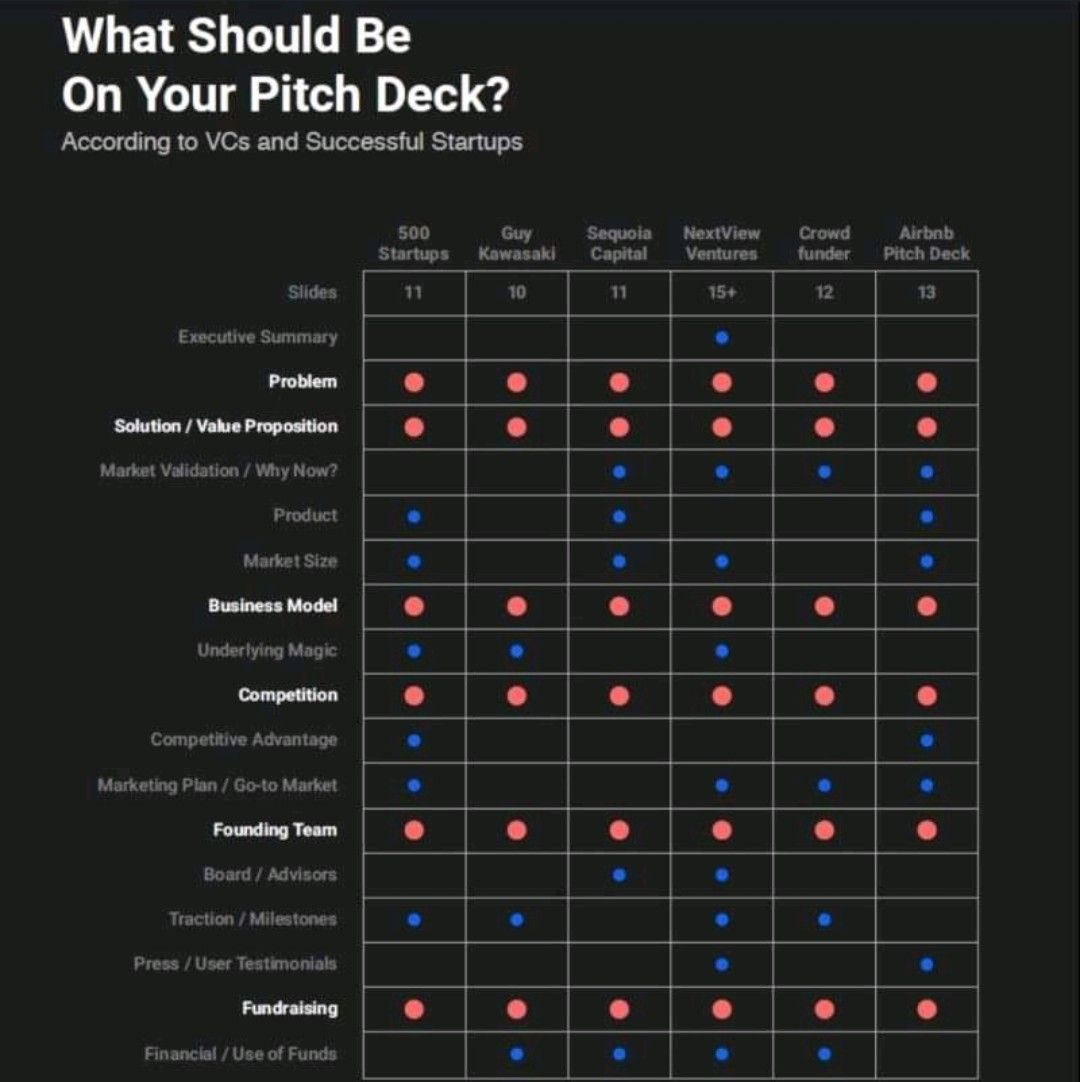 What Should Be
On Your Pitch Deck?
According to VCs and Successful Startups
500 Startups
Guy Kawasaki
Sequoia Capital
NextView Ventures
Crowd funder
Airbnb Pitch Deck
Slides 11 10 11 15+ 12 13
Executive Summary
Problem
Solution / Value Proposition
Market Validation / Why Now?
Product
Market Size
Business Model
Underlying Magic
Competition
Competitive Advantage
Marketing Plan / Go-to Market
Founding Team
Board / Advisors
Traction / Milestones
Press / User Testimonials
Fundraising
Financial / Use of Funds